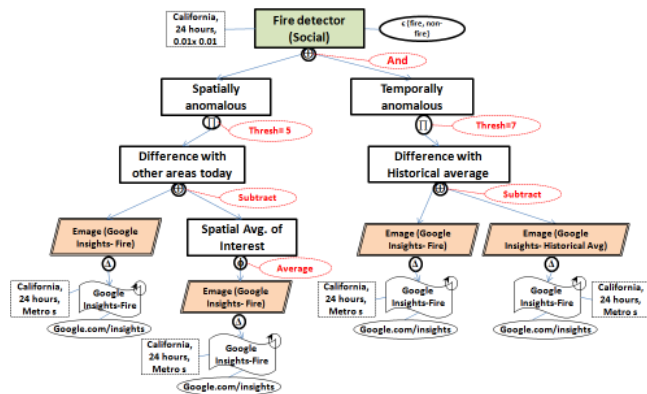 California,
24 hours,
0.01x 0.01
Fire detector
(Social)
ϵ (fire, non-
fire)
And
Spatially
anomalous
Temporally
anomalous
∏
Thresh= 5
∏
Thresh=7
Difference with
other areas today
Difference with
Historical average
Subtract
Subtract
Emage (Google
Insights- Fire)
Spatial Avg. of
Interest
Emage (Google
Insights- Fire)
Emage (Google
Insights- Historical Avg)
Δ
ϕ
Average
Δ
Δ
California,
24 hours,
Metro s
Google
Insights-Fire
Emage (Google
Insights- Fire)
California,
24 hours,
Metro s
Google
Insights-Fire
Google
Insights-Fire
California,
24 hours,
Metro s
Google.com/insights
Δ
Google.com/insights
Google.com/insights
California,
24 hours,
Metro s
Google
Insights-Fire
Google.com/insights